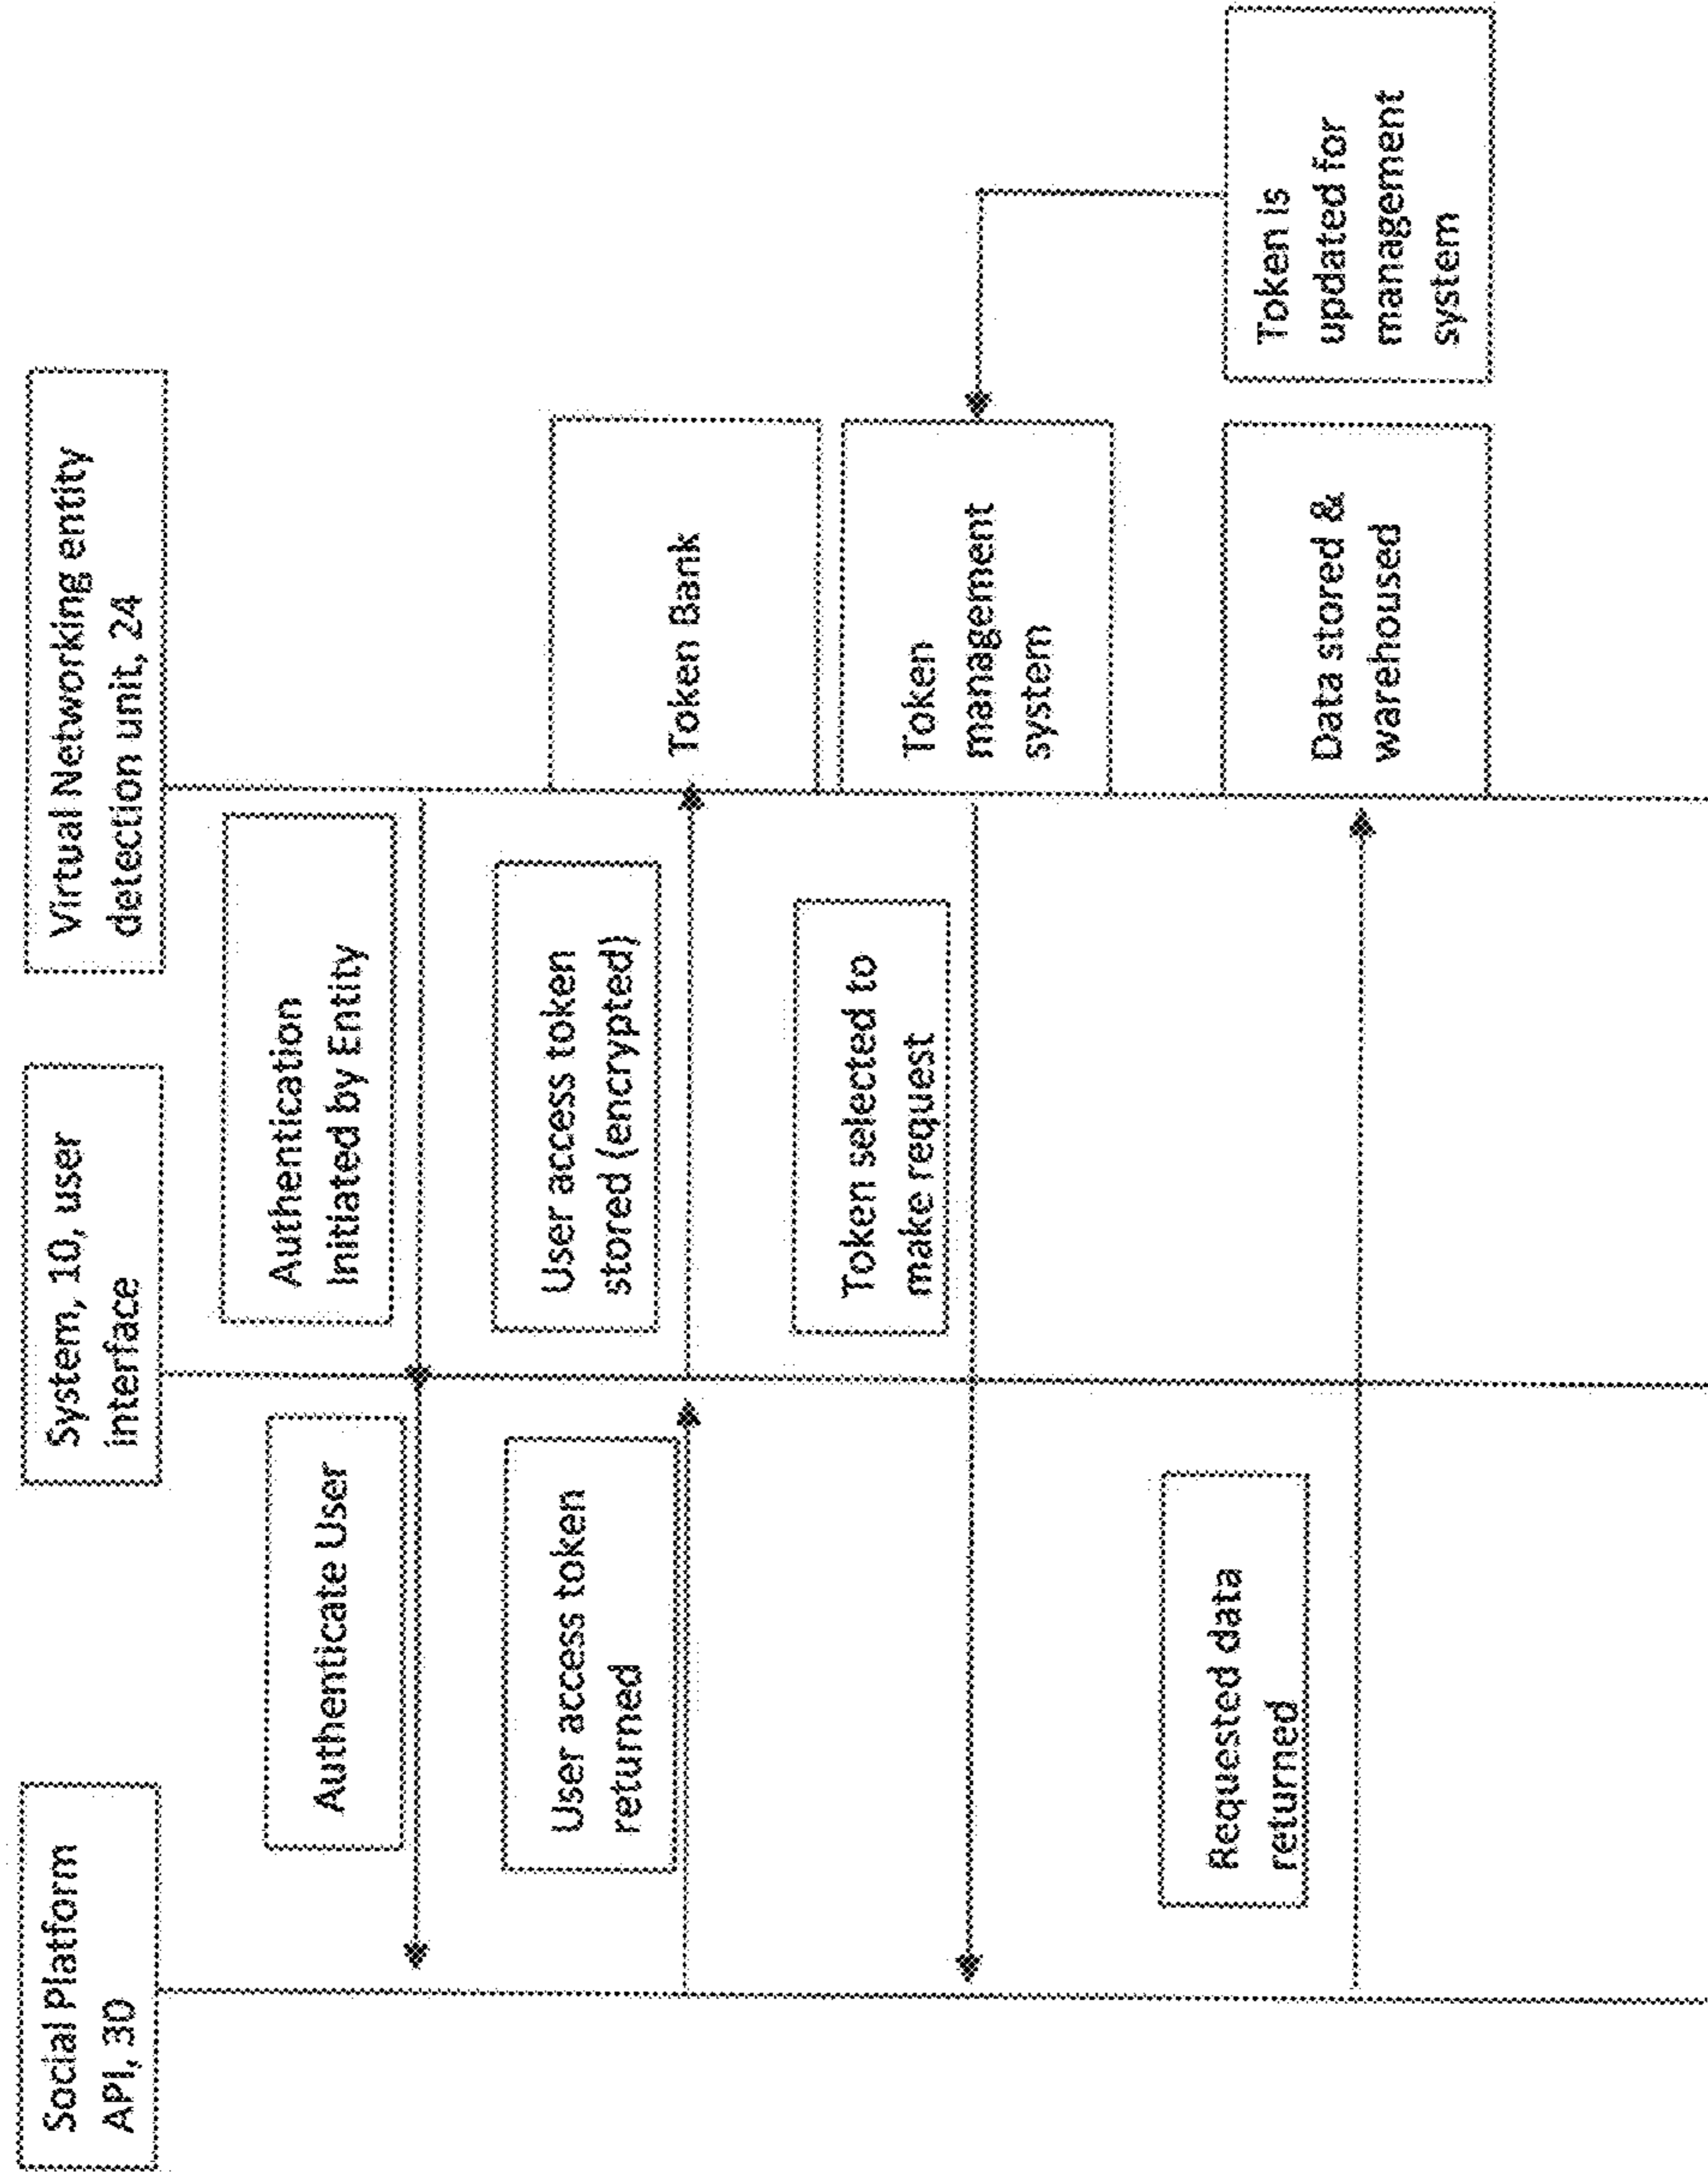 Social Platform
API, 30
System, 10, user
interface
Virtual Networking entity
detection unit, 24
Authenticate User
Authentication
Initiated by Entity
User access token
returned
User access token
stored (encrypted)
Token Bank
Token selected to
make request
Token
management
system
Requested data
returned
Data stored &
warehoused
Token is
updated for
management
system